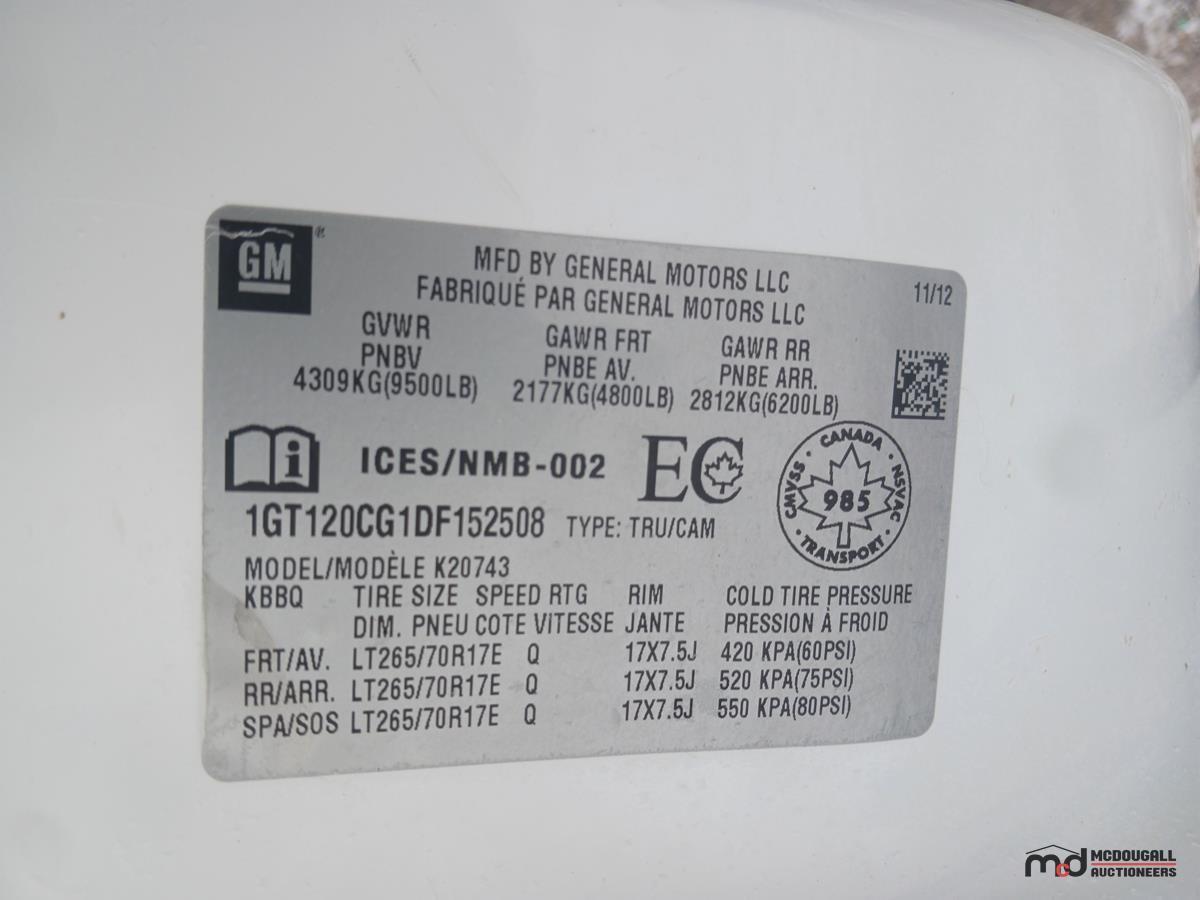 GM ®
MFD BY GENERAL MOTORS LLC
FABRIQUÉ PAR GENERAL MOTORS LLC
11/12
GVWR GAWR FRT GAWR RR
PNBV PNBE AV. PNBE ARR.
4309KG(9500LB) 2177KG(4800LB) 2812KG(6200LB)
i ICES/NMB-002 EC
CANADA
CMVSS 985 NSVAC
TRANSPORT
1GT120CG1DF152508 TYPE: TRU/CAM
MODEL/MODÈLE K20743
KBBQ TIRE SIZE SPEED RTG RIM COLD TIRE PRESSURE
DIM. PNEU COTE VITESSE JANTE PRESSION À FROID
FRT/AV. LT265/70R17E Q 17X7.5J 420 KPA(60PSI)
RR/ARR. LT265/70R17E Q 17X7.5J 520 KPA(75PSI)
SPA/SOS LT265/70R17E Q 17X7.5J 550 KPA(80PSI)
mcd MCDOUGALL
AUCTIONEERS